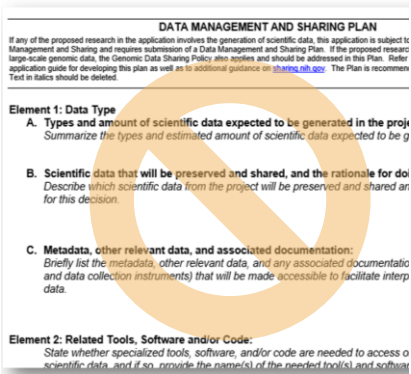 DATA MANAGEMENT AND SHARING PLAN
If any of the proposed research in the application involves the generation of scientific data, this application is subject to
Management and Sharing and requires submission of a Data Management and Sharing Plan. If the proposed research
large-scale genomic data, the Genomic Data Sharing Policy also applies and should be addressed in this Plan. Refer
application guide for developing this plan as well as to additional guidance on sharing.nih.gov. The Plan is recommen
Text in italics should be deleted.
Element 1: Data Type
A. Types and amount of scientific data expected to be generated in the proje
Summarize the types and estimated amount of scientific data expected to be g
B. Scientific data that will be preserved and shared, and the rationale for doi
Describe which scientific data from the project will be preserved and shared an
for this decision.
C. Metadata, other relevant data, and associated documentation:
Briefly list the metadata, other relevant data, and any associated documentatio
and data collection instruments) that will be made accessible to facilitate interp
data.
Element 2: Related Tools, Software and/or Code:
State whether specialized tools, software, and/or code are needed to access o
scientific data, and if so, provide the name(s) of the needed tool(s) and softwar